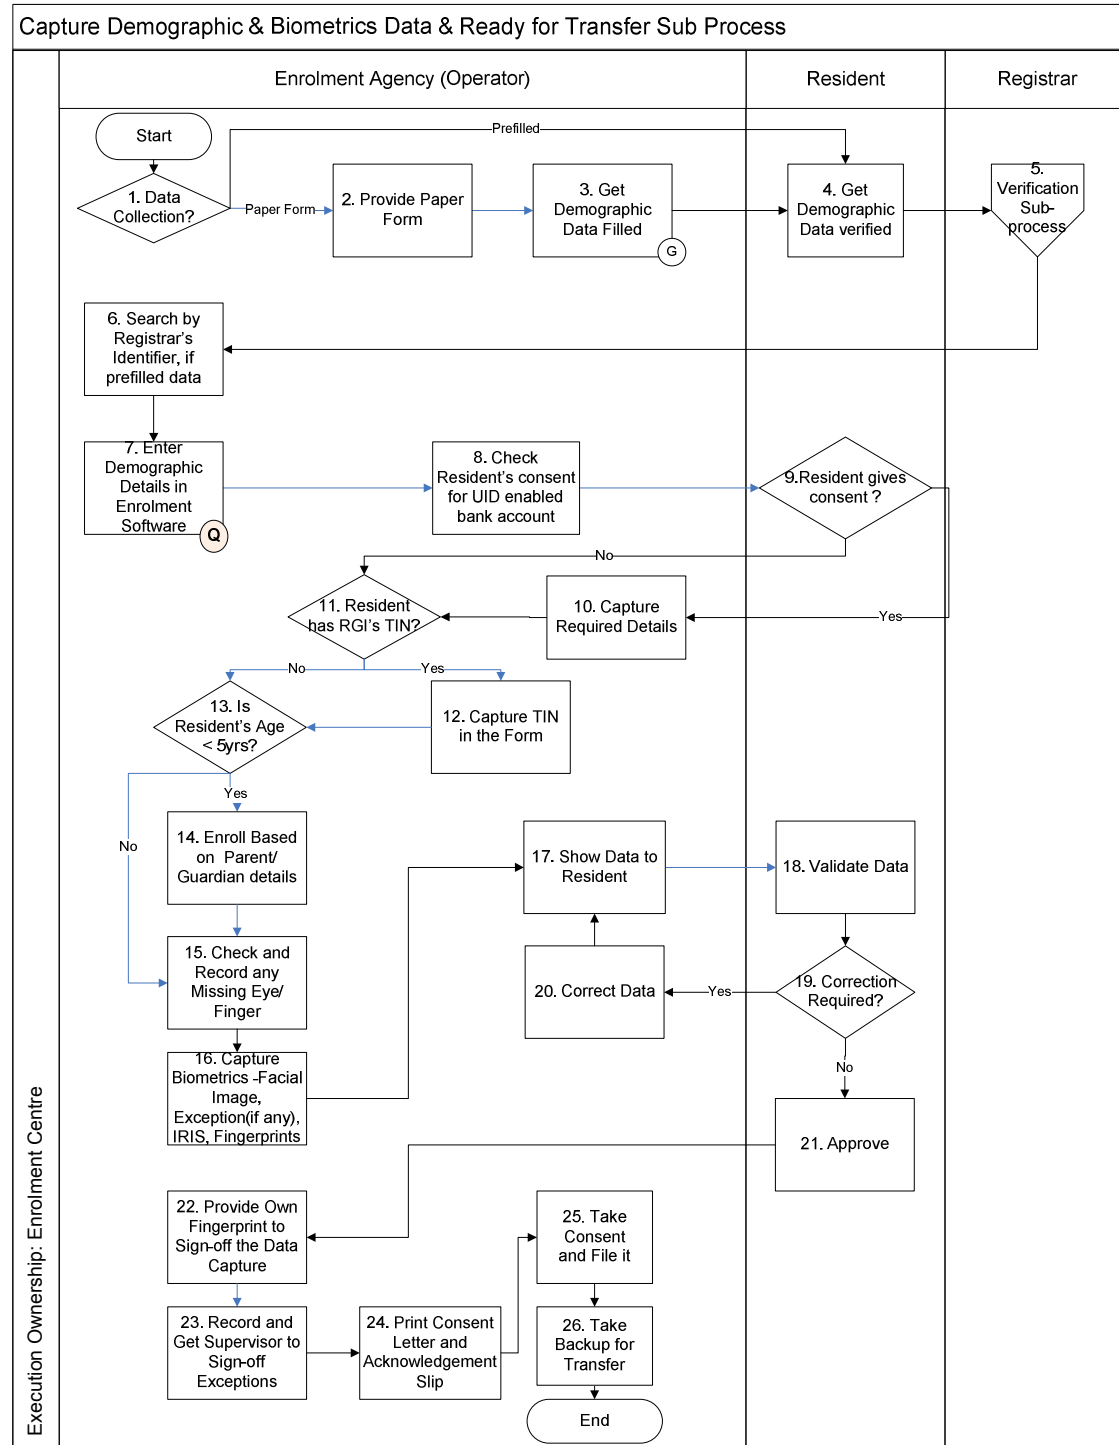 Capture Demographic & Biometrics Data & Ready for Transfer Sub Process
Enrolment Agency (Operator)
Resident
Registrar
Start
Prefilled
1. Data
Collection?
Paper Form
2. Provide Paper
Form
3. Get
Demographic
Data Filled
G
4. Get
Demographic
Data verified
5.
Verification
Sub-
process
6. Search by
Registrar's
Identifier, if
prefilled data
7. Enter
Demographic
Details in
Enrolment
Software
Q
8. Check
Resident's consent
for UID enabled
bank account
9.Resident gives
consent ?
No
Yes
10. Capture
Required Details
11. Resident
has RGI's TIN?
No
Yes
12. Capture TIN
in the Form
13. Is
Resident's Age
< 5yrs?
Yes
No
14. Enroll Based
on Parent/
Guardian details
15. Check and
Record any
Missing Eye/
Finger
16. Capture
Biometrics -Facial
Image,
Exception(if any),
IRIS, Fingerprints
17. Show Data to
Resident
18. Validate Data
19. Correction
Required?
Yes
20. Correct Data
No
21. Approve
22. Provide Own
Fingerprint to
Sign-off the Data
Capture
23. Record and
Get Supervisor to
Sign-off
Exceptions
24. Print Consent
Letter and
Acknowledgement
Slip
25. Take
Consent
and File it
26. Take
Backup for
Transfer
End
Execution Ownership: Enrolment Centre